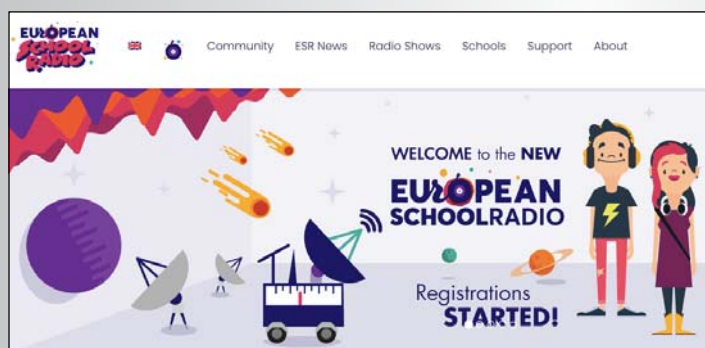 EUROPEAN
SCHOOL
RADIO
Community ESR News Radio Shows Schools Support About
WELCOME to the NEW
EUROPEAN
SCHOOLRADIO
Registrations
STARTED!